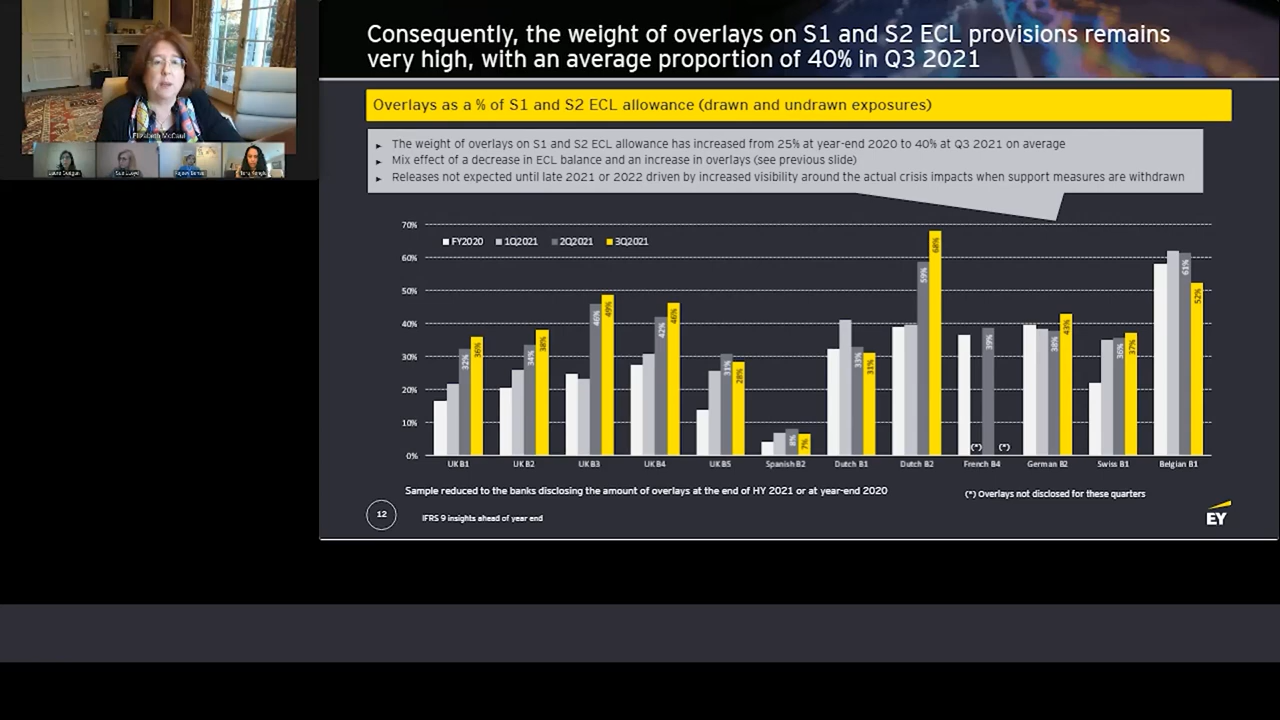 Consequently, the weight of overlays on S1 and S2 ECL provisions remains
very high, with an average proportion of 40% in Q3 2021
Overlays as a % of S1 and S2 ECL allowance (drawn and undrawn exposures)
► The weight of overlays on S1 and S2 ECL allowance has increased from 25% at year-end 2020 to 40% at Q3 2021 on average
► Mix effect of a decrease in ECL balance and an increase in overlays (see previous slide)
► Releases not expected until late 2021 or 2022 driven by increased visibility around the actual crisis impacts when support measures are withdrawn
Elizabeth McCaul
70%
60%
50%
40%
30%
20%
10%
0%
FY2020 1Q2021 2Q2021 3Q2021
32% 36%
34% 38%
46% 49%
42% 46%
31% 28%
8% 7%
33% 31%
59% 68%
(*) 39% (*)
38% 43%
36% 37%
61% 52%
UK B1 UK B2 UK B3 UK B4 UK B5 Spanish B2 Dutch B1 Dutch B2 French B4 German B2 Swiss B1 Belgian B1
Sample reduced to the banks disclosing the amount of overlays at the end of HY 2021 or at year-end 2020
(*) Overlays not disclosed for these quarters
12
IFRS 9 insights ahead of year end
EY